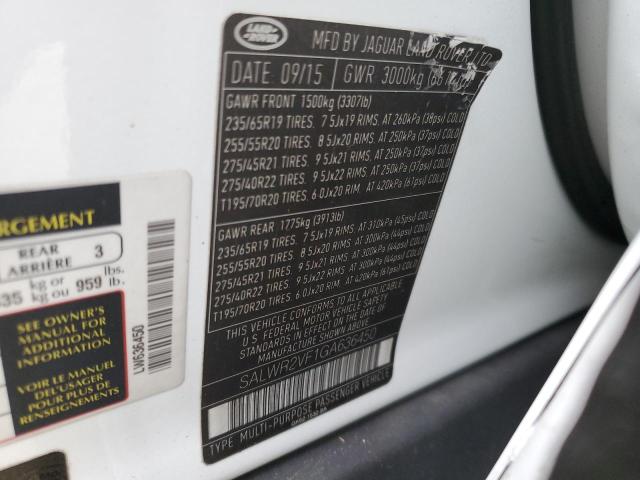 LAND ROVER
MFD BY JAGUAR LAND ROVER LTD
DATE 09/15 GWR 3000kg
GAWR FRONT 1500kg (3307lb)
235/65R19 TIRES. 7 5Jx19 RIMS. AT 260kPa (38psi) COLD
255/55R20 TIRES. 8 5Jx20 RIMS. AT 250kPa (37psi) COLD
275/45R21 TIRES. 9 5Jx21 RIMS. AT 250kPa (37psi) COLD
275/40R22 TIRES. 9 5Jx22 RIMS. AT 250kPa (37psi) COLD
T195/70R20 TIRES. 6 0Jx20 RIM. AT 420kPa (61psi) COLD
GAWR REAR 1775kg (3913lb)
235/65R19 TIRES. 7 5Jx19 RIMS. AT 310kPa (45psi) COLD
255/55R20 TIRES. 8 5Jx20 RIMS. AT 300kPa (44psi) COLD
275/45R21 TIRES. 9 5Jx21 RIMS. AT 300kPa (44psi) COLD
275/40R22 TIRES. 9 5Jx22 RIMS. AT 300kPa (44psi) COLD
T195/70R20 TIRES. 6 0Jx20 RIM. AT 420kPa (61psi) COLD
THIS VEHICLE CONFORMS TO ALL APPLICABLE
U.S. FEDERAL MOTOR VEHICLE SAFETY
STANDARDS IN EFFECT ON THE DATE OF
MANUFACTURE SHOWN ABOVE.
SALWR2VF1GA636450
TYPE MULTI-PURPOSE PASSENGER VEHICLE
RGEMENT
REAR
ARRIÈRE 3
635 kg or kg ou 959 lbs. lb.
SEE OWNER'S
MANUAL FOR
ADDITIONAL
INFORMATION
VOIR LE MANUEL
DE L'USAGER
POUR PLUS DE
RENSEIGNEMENTS
LW636450